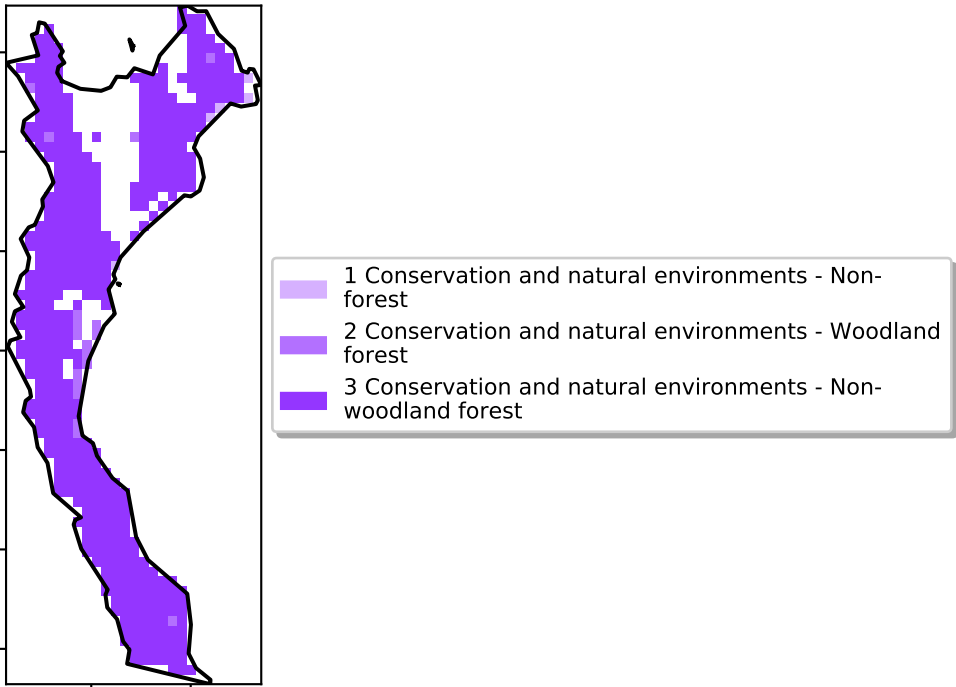 1 Conservation and natural environments - Non-
forest
2 Conservation and natural environments - Woodland
forest
3 Conservation and natural environments - Non-
woodland forest